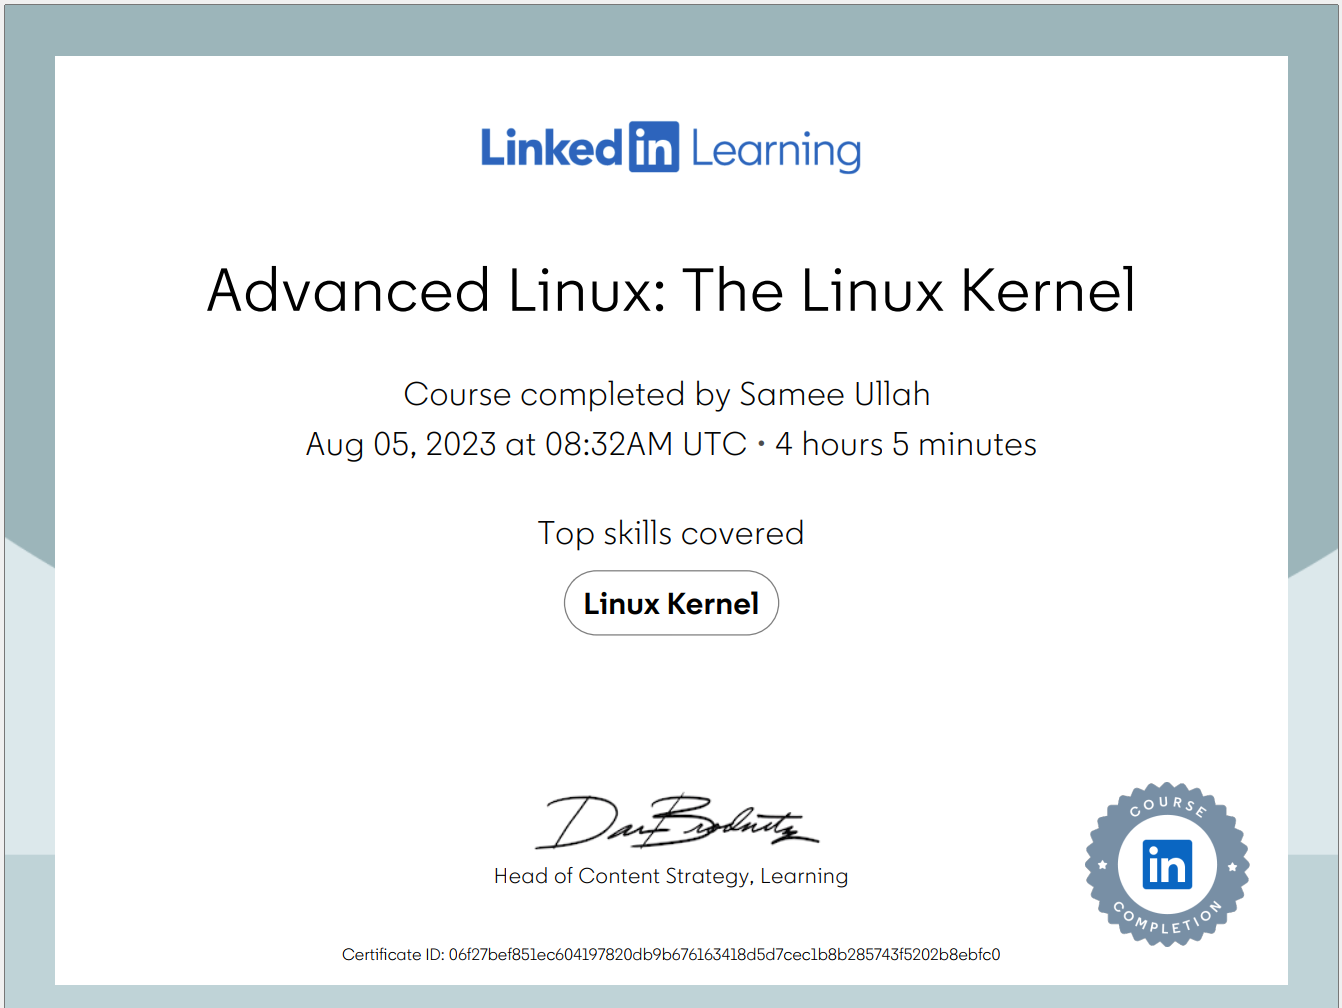 Linkedin Learning
Advanced Linux: The Linux Kernel
Course completed by Samee Ullah
Aug 05, 2023 at 08:32AM UTC • 4 hours 5 minutes
Top skills covered
Linux Kernel
Dan Brodnitz
Head of Content Strategy, Learning
COURSE
in
COMPLETION
Certificate ID: 06f27bef851ec604197820db9b676163418d5d7cec1b8b285743f5202b8ebfc0